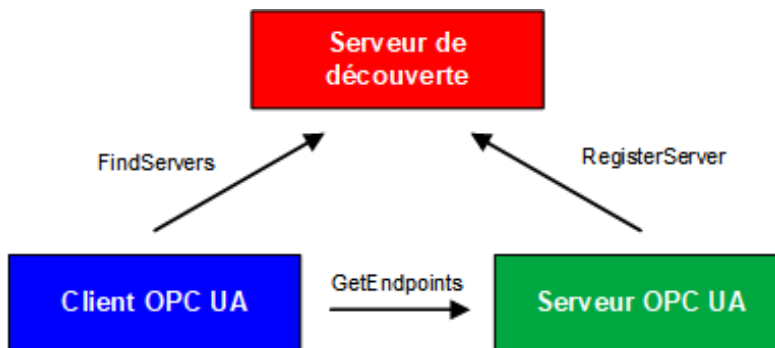 Serveur de
découverte
FindServers
RegisterServer
Client OPC UA
GetEndpoints
Serveur OPC UA